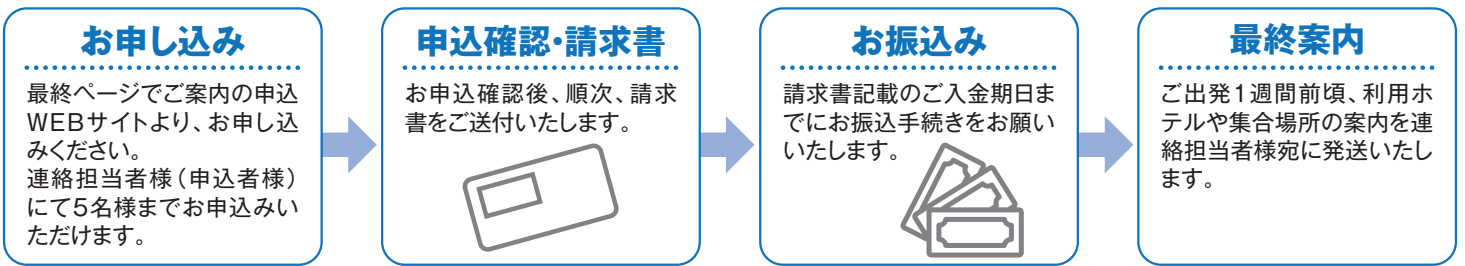 お申し込み
最終ページでご案内の申込
WEBサイトより、お申し込
みください。
連絡担当者様（申込者様）
にて5名様までお申込みい
ただけます。
申込確認・請求書
お申込確認後、順次、請求
書をご送付いたします。
お振込み
請求書記載のご入金期日ま
でにお振込手続きをお願い
いたします。
最終案内
ご出発1週間前頃、利用ホ
テルや集合場所の案内を連
絡担当者様宛に発送いたし
ます。